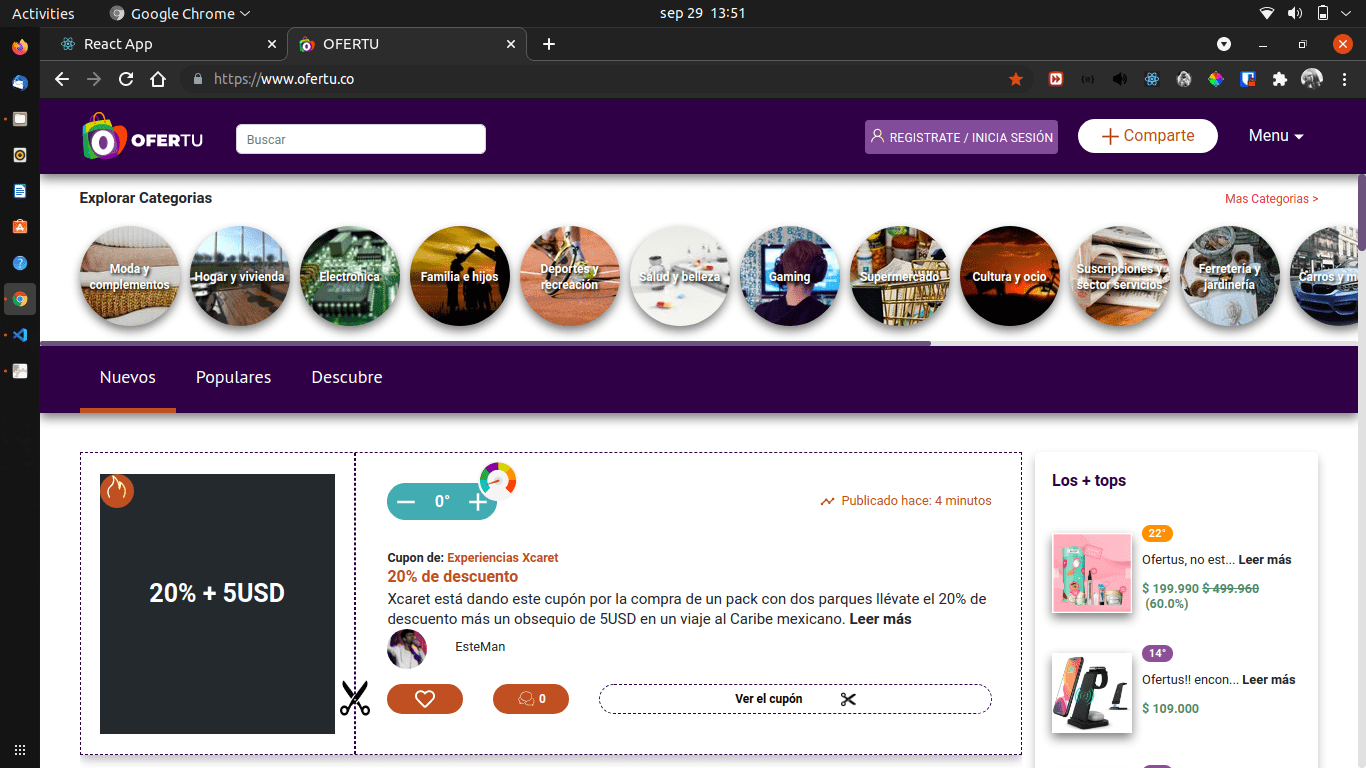 Activities
Google Chrome
sep 29 13:51
React App
OFERTU
https://www.ofertu.co
OFERTU
Buscar
REGISTRATE / INICIA SESIÓN
Comparte
Menu
Explorar Categorias
Mas Categorias >
Moda y
complementos
Hogar y vivienda
Electronica
Familia e hijos
Deportes y
recreación
Salud y belleza
Gaming
Supermercado
Cultura y ocio
Suscripciones y
sector servicios
Ferretería y
jardinería
Carros y m
Nuevos
Populares
Descubre
20% + 5USD
0°
Publicado hace: 4 minutos
Cupon de: Experiencias Xcaret
20% de descuento
Xcaret está dando este cupón por la compra de un pack con dos parques llévate el 20% de
descuento más un obsequio de 5USD en un viaje al Caribe mexicano. Leer más
EsteMan
0
Ver el cupón
Los + tops
22°
Ofertus, no est... Leer más
$ 199.990 $ 499.960
(60.0%)
14°
Ofertus!! encon... Leer más
$ 109.000